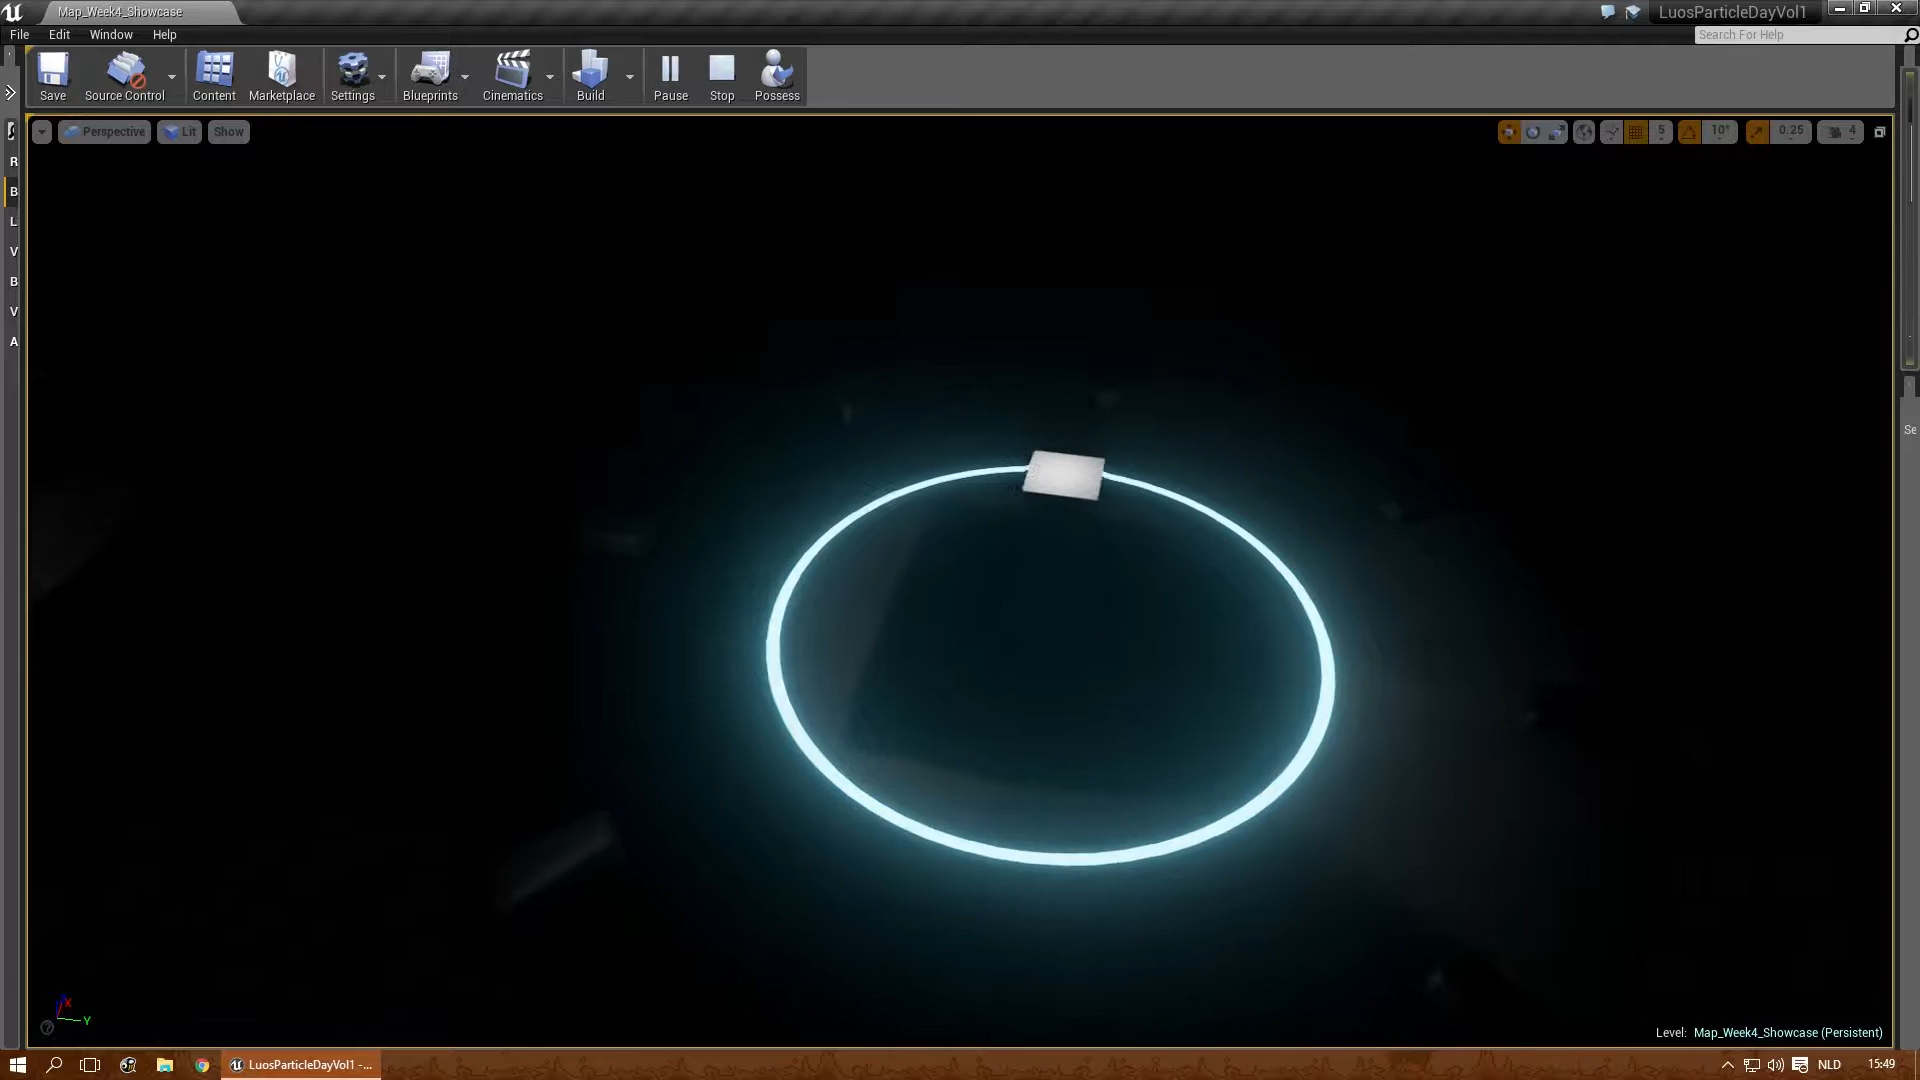 Map_Week4_Showcase
LuosParticleDayVol1
File Edit Window Help
Search For Help
Save Source Control Content Marketplace Settings Blueprints Cinematics Build Pause Stop Possess
Perspective Lit Show
5 10° 0.25 4
R
B
L
V
B
V
A
Se
X
Y
Level: Map_Week4_Showcase (Persistent)
LuosParticleDayVol1 -...
NLD 15:49